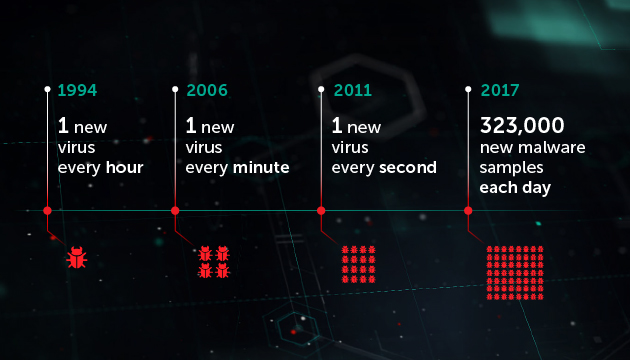 1994
1 new
virus
every hour
2006
1 new
virus
every minute
2011
1 new
virus
every second
2017
323,000
new malware
samples
each day